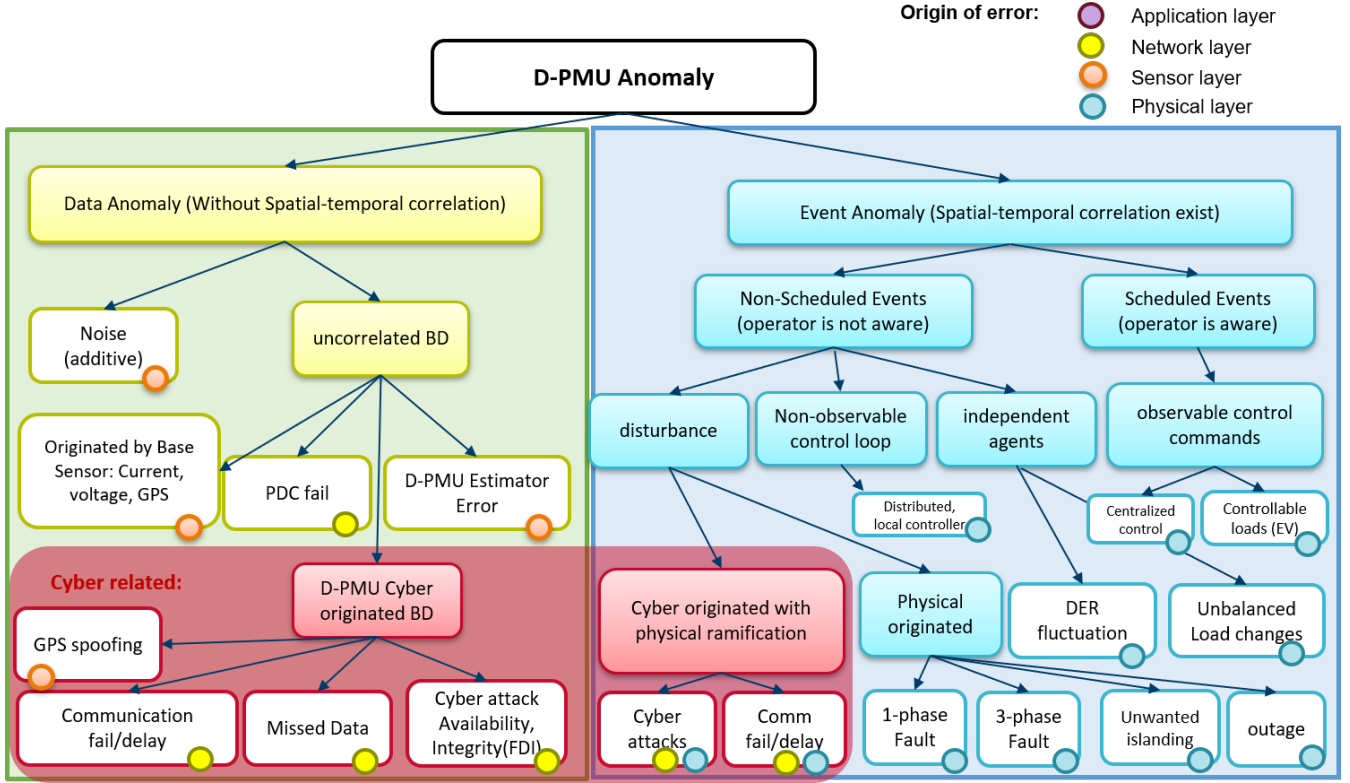 Origin of error:
Application layer
Network layer
Sensor layer
Physical layer
D-PMU Anomaly
Data Anomaly (Without Spatial-temporal correlation)
Event Anomaly (Spatial-temporal correlation exist)
Noise
(additive)
uncorrelated BD
Non-Scheduled Events
(operator is not aware)
Scheduled Events
(operator is aware)
Originated by Base
Sensor: Current,
voltage, GPS
PDC fail
D-PMU Estimator
Error
disturbance
Non-observable
control loop
independent
agents
observable control
commands
Distributed,
local controller
Centralized
control
Controllable
loads (EV)
Cyber related:
D-PMU Cyber
originated BD
Cyber originated with
physical ramification
Physical
originated
DER
fluctuation
Unbalanced
Load changes
GPS spoofing
Communication
fail/delay
Missed Data
Cyber attack
Availability,
Integrity(FDI)
Cyber
attacks
Comm
fail/delay
1-phase
Fault
3-phase
Fault
Unwanted
islanding
outage